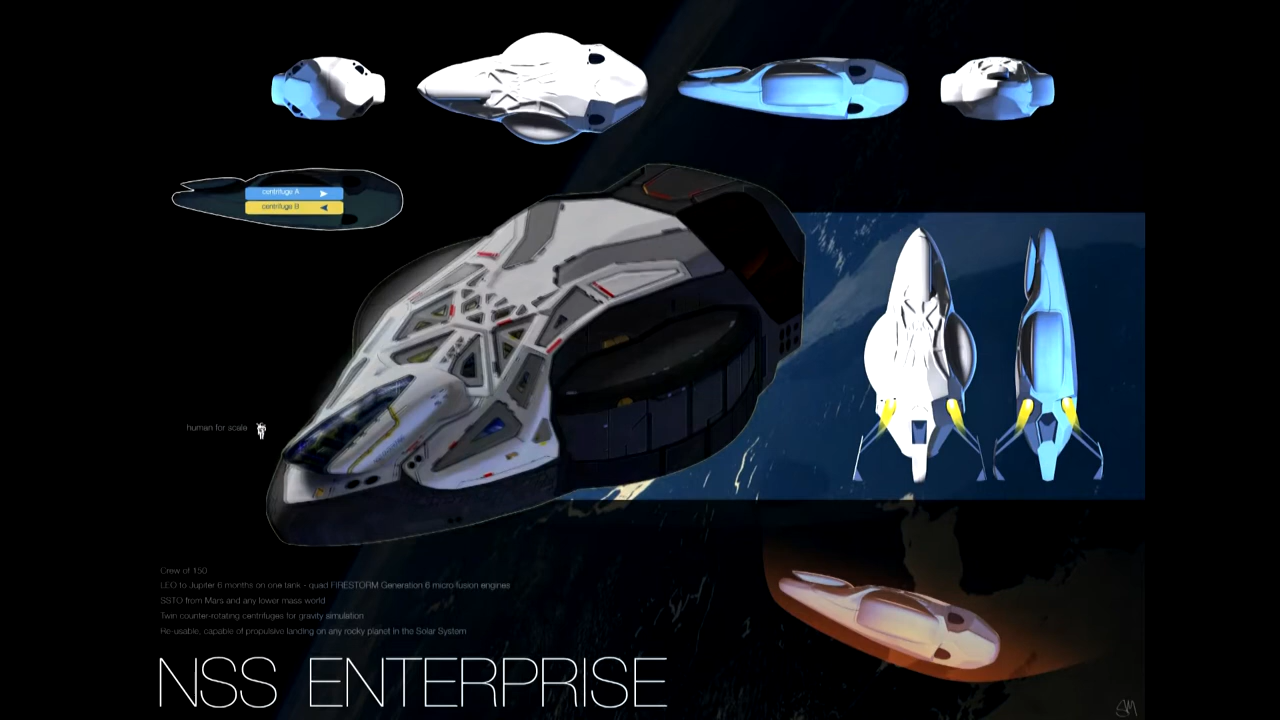 centrifuge A
centrifuge B
human for scale
Crew of 150
LEO to Jupiter 6 months on one tank - quad FIRESTORM Generation 6 micro fusion engines
SSTO from Mars and any lower mass world
Twin counter-rotating centrifuges for gravity simulation
Re-usable, capable of propulsive landing on any rocky planet in the Solar System
NSS ENTERPRISE
SM